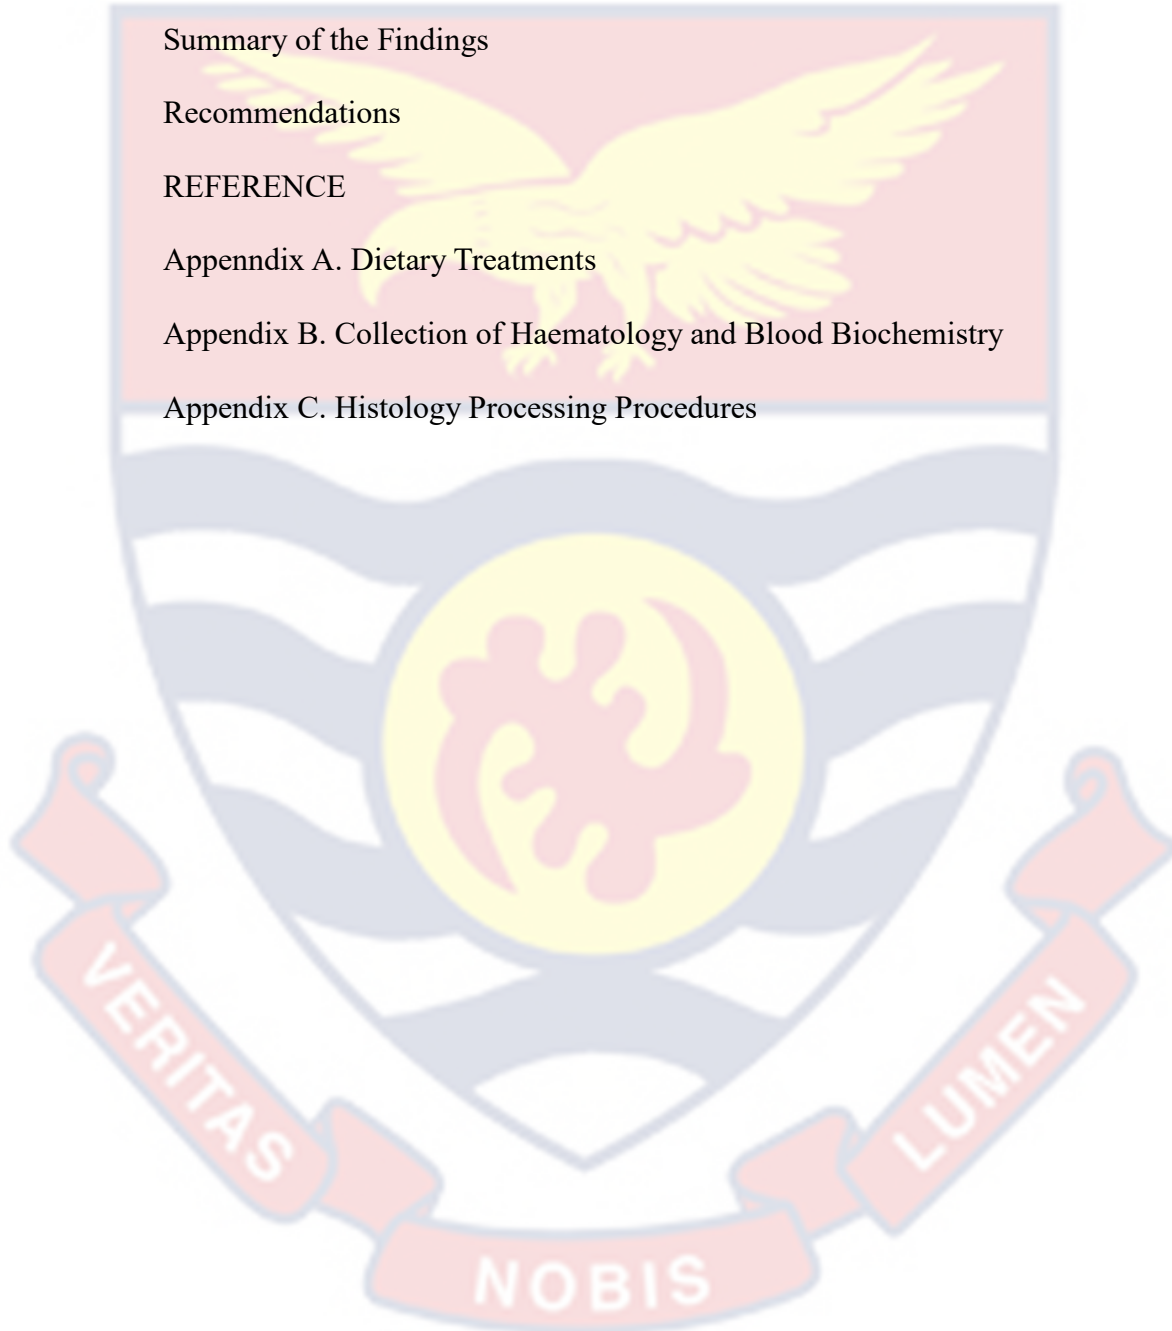 Summary of the Findings
Recommendations
REFERENCE
Appenndix A. Dietary Treatments
Appendix B. Collection of Haematology and Blood Biochemistry
Appendix C. Histology Processing Procedures
VERITAS
NOBIS
LUMEN